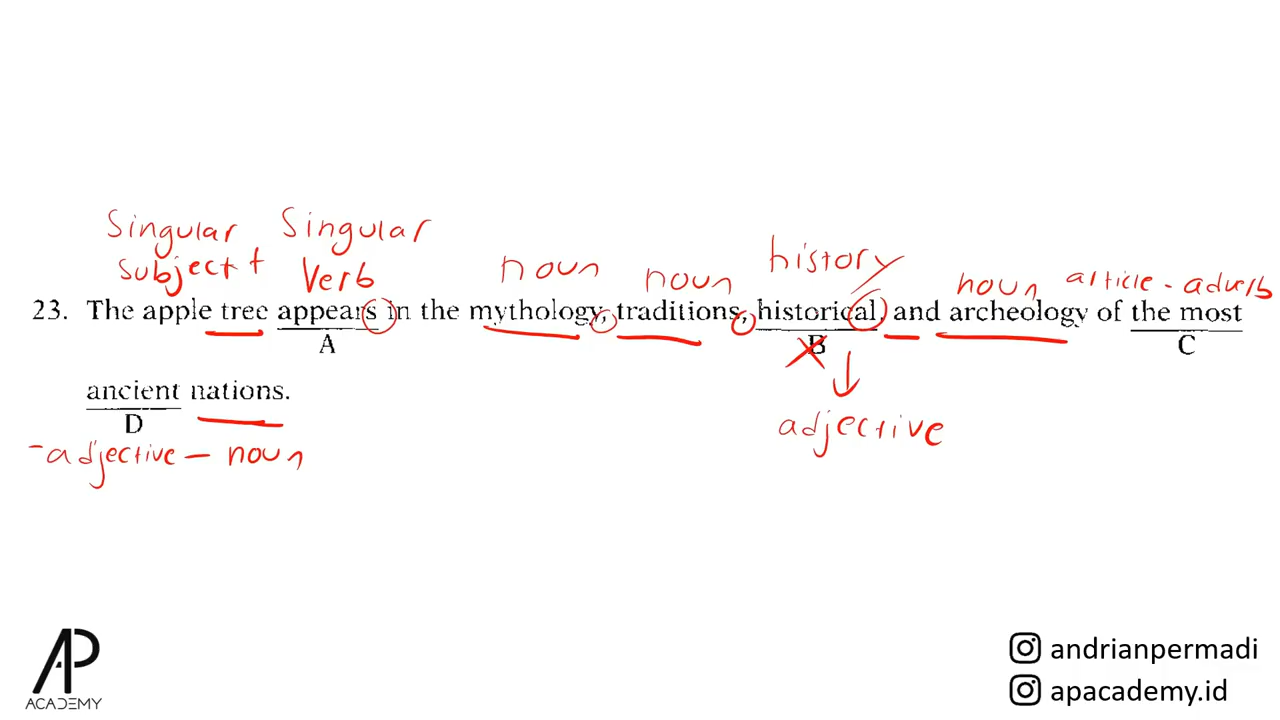 Singular Singular
subject + Verb
noun noun history noun article - adverb
23. The apple tree appears in the mythology, traditions, historical, and archeology of the most
A B C
ancient nations.
D
adjective
- adjective - noun
AP
ACADEMY
andrianpermadi
apacademy.id